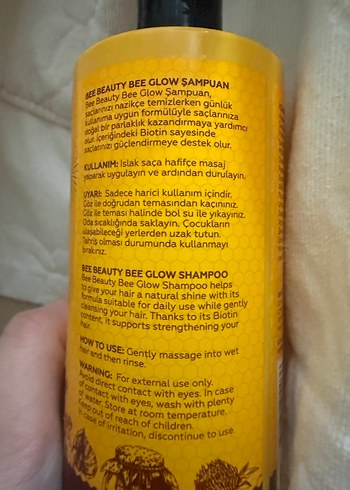 BEE BEAUTY BEE GLOW ŞAMPUAN
Bee Beauty Bee Glow Şampuan,
saçlarınızı nazikçe temizlerken günlük
kullanıma uygun formülüyle saçlarınıza
doğal bir parlaklık kazandırmaya yardımcı
olur. İçeriğindeki Biotin sayesinde
saçlarınızı güçlendirmeye destek olur.
KULLANIM: Islak saça hafifçe masaj
yaparak uygulayın ve ardından durulayın.
UYARI: Sadece harici kullanım içindir.
Göz ile doğrudan temasından kaçınınız.
Göz ile teması halinde bol su ile yıkayınız.
Oda sıcaklığında saklayın. Çocukların
ulaşabileceği yerlerden uzak tutun.
Tahriş olması durumunda kullanmayı
bırakınız.
BEE BEAUTY BEE GLOW SHAMPOO
Bee Beauty Bee Glow Shampoo helps
to give your hair a natural shine with its
formula suitable for daily use while gently
cleansing your hair. Thanks to its Biotin
content, it supports strengthening your
hair.
HOW TO USE: Gently massage into wet
hair and then rinse.
WARNING: For external use only.
Avoid direct contact with eyes. In case
of contact with eyes, wash with plenty
of water. Store at room temperature.
Keep out of reach of children.
In case of irritation, discontinue to use.